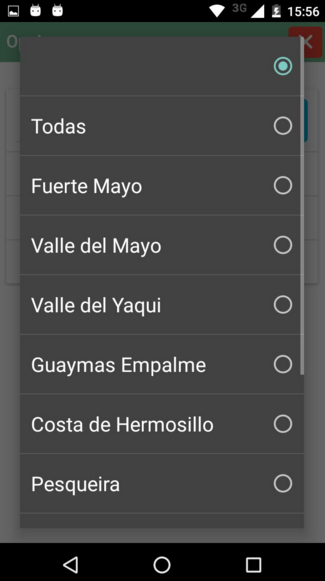 3G 15:56
Todas
Fuerte Mayo
Valle del Mayo
Valle del Yaqui
Guaymas Empalme
Costa de Hermosillo
Pesqueira